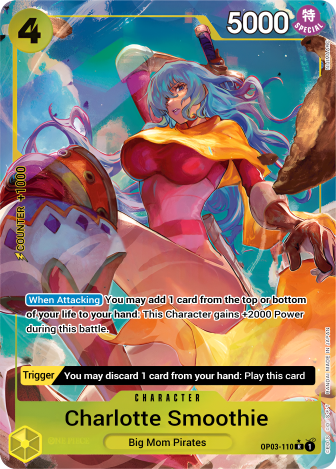 4
5000 特
SPECIAL
COUNTER +1000
When Attacking You may add 1 card from the top or bottom
of your life to your hand: This Character gains +2000 Power
during this battle.
Trigger You may discard 1 card from your hand: Play this card
CHARACTER
Charlotte Smoothie
Big Mom Pirates
OP03-110 R 1